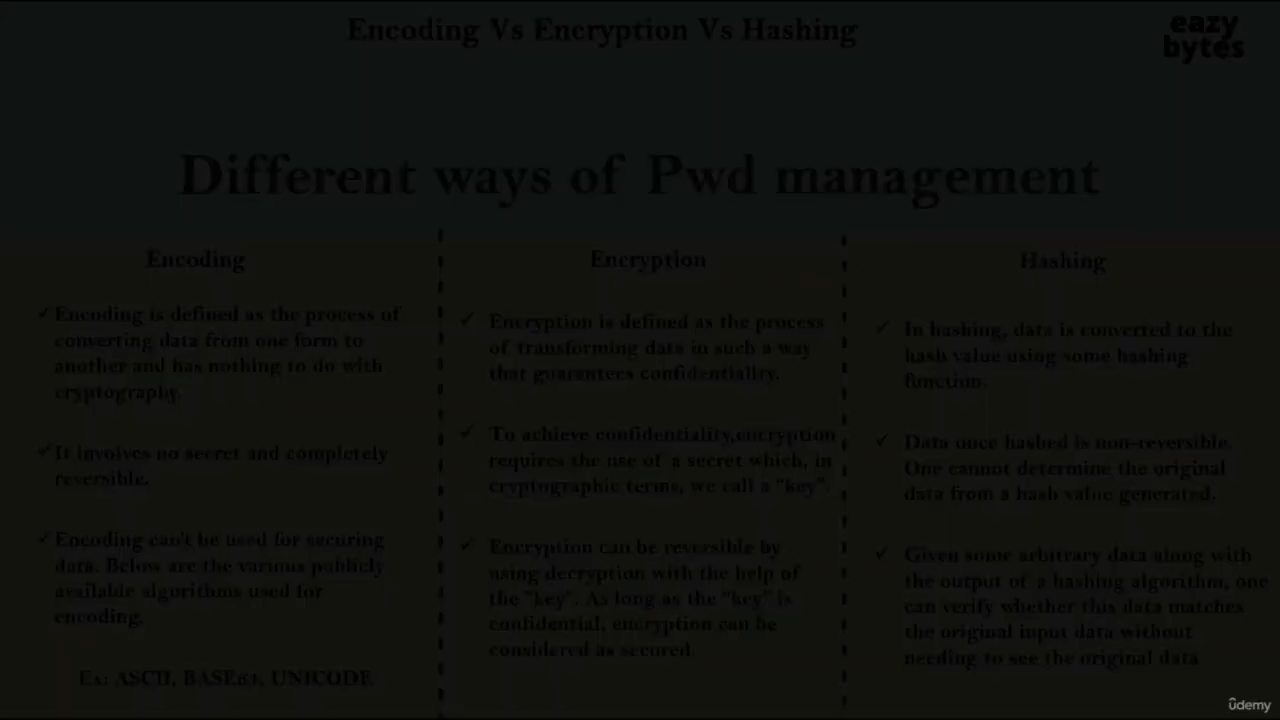 Encoding Vs Encryption Vs Hashing
eazy
bytes
Different ways of Pwd management
Encoding
✓Encoding is defined as the process of
converting data from one form to
another and has nothing to do with
cryptography.
✓It involves no secret and completely
reversible.
✓Encoding can't be used for securing
data. Below are the various publicly
available algorithms used for
encoding.
Ex: ASCII, BASE64, UNICODE
Encryption
✓ Encryption is defined as the process
of transforming data in such a way
that guarantees confidentiality.
✓ To achieve confidentiality,encryption
requires the use of a secret which, in
cryptographic terms, we call a "key".
✓ Encryption can be reversible by
using decryption with the help of
the "key". As long as the "key" is
confidential, encryption can be
considered as secured.
Hashing
✓ In hashing, data is converted to the
hash value using some hashing
function.
✓ Data once hashed is non-reversible.
One cannot determine the original
data from a hash value generated.
✓ Given some arbitrary data along with
the output of a hashing algorithm, one
can verify whether this data matches
the original input data without
needing to see the original data
ûdemy